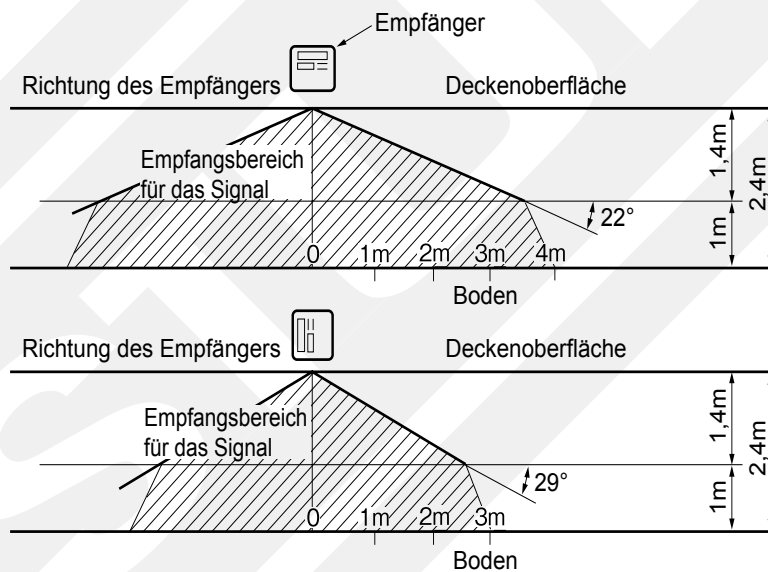 Empfänger
Richtung des Empfängers
Deckenoberfläche
Empfangsbereich
für das Signal
1,4m
2,4m
1m
22°
0 1m 2m 3m 4m
Boden
Richtung des Empfängers
Deckenoberfläche
Empfangsbereich
für das Signal
1,4m
2,4m
1m
29°
0 1m 2m 3m
Boden